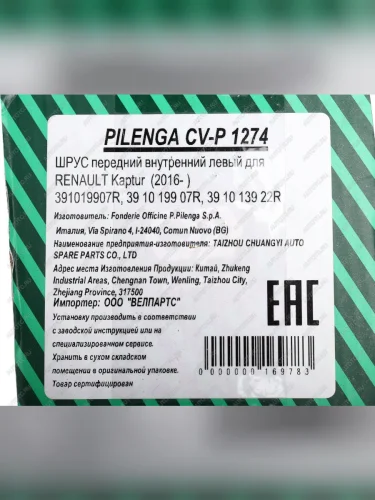 PILENGA CV-P 1274
ШРУС передний внутренний левый для
RENAULT Kaptur (2016- )
391019907R, 39 10 199 07R, 39 10 139 22R
Изготовитель: Fonderie Officine P.Pilenga S.p.A.
Италия, Via Spirano 4, I-24040, Comun Nuovo (BG)
Наименование предприятия-изготовителя: TAIZHOU CHUANGYI AUTO
SPARE PARTS CO., LTD
Адрес места Изготовления Продукции: Китай, Zhukeng
Industrial Areas, Chengnan Town, Wenling, Taizhou City,
Zhejiang Province, 317500
Импортер: ООО "ВЕЛПАРТС"
Установку производить в соответствии
с заводской инструкцией или на
специализированном сервисе.
Хранить в сухом складском
помещении в оригинальной упаковке.
Товар сертифицирован
EAC
0 000000 169783